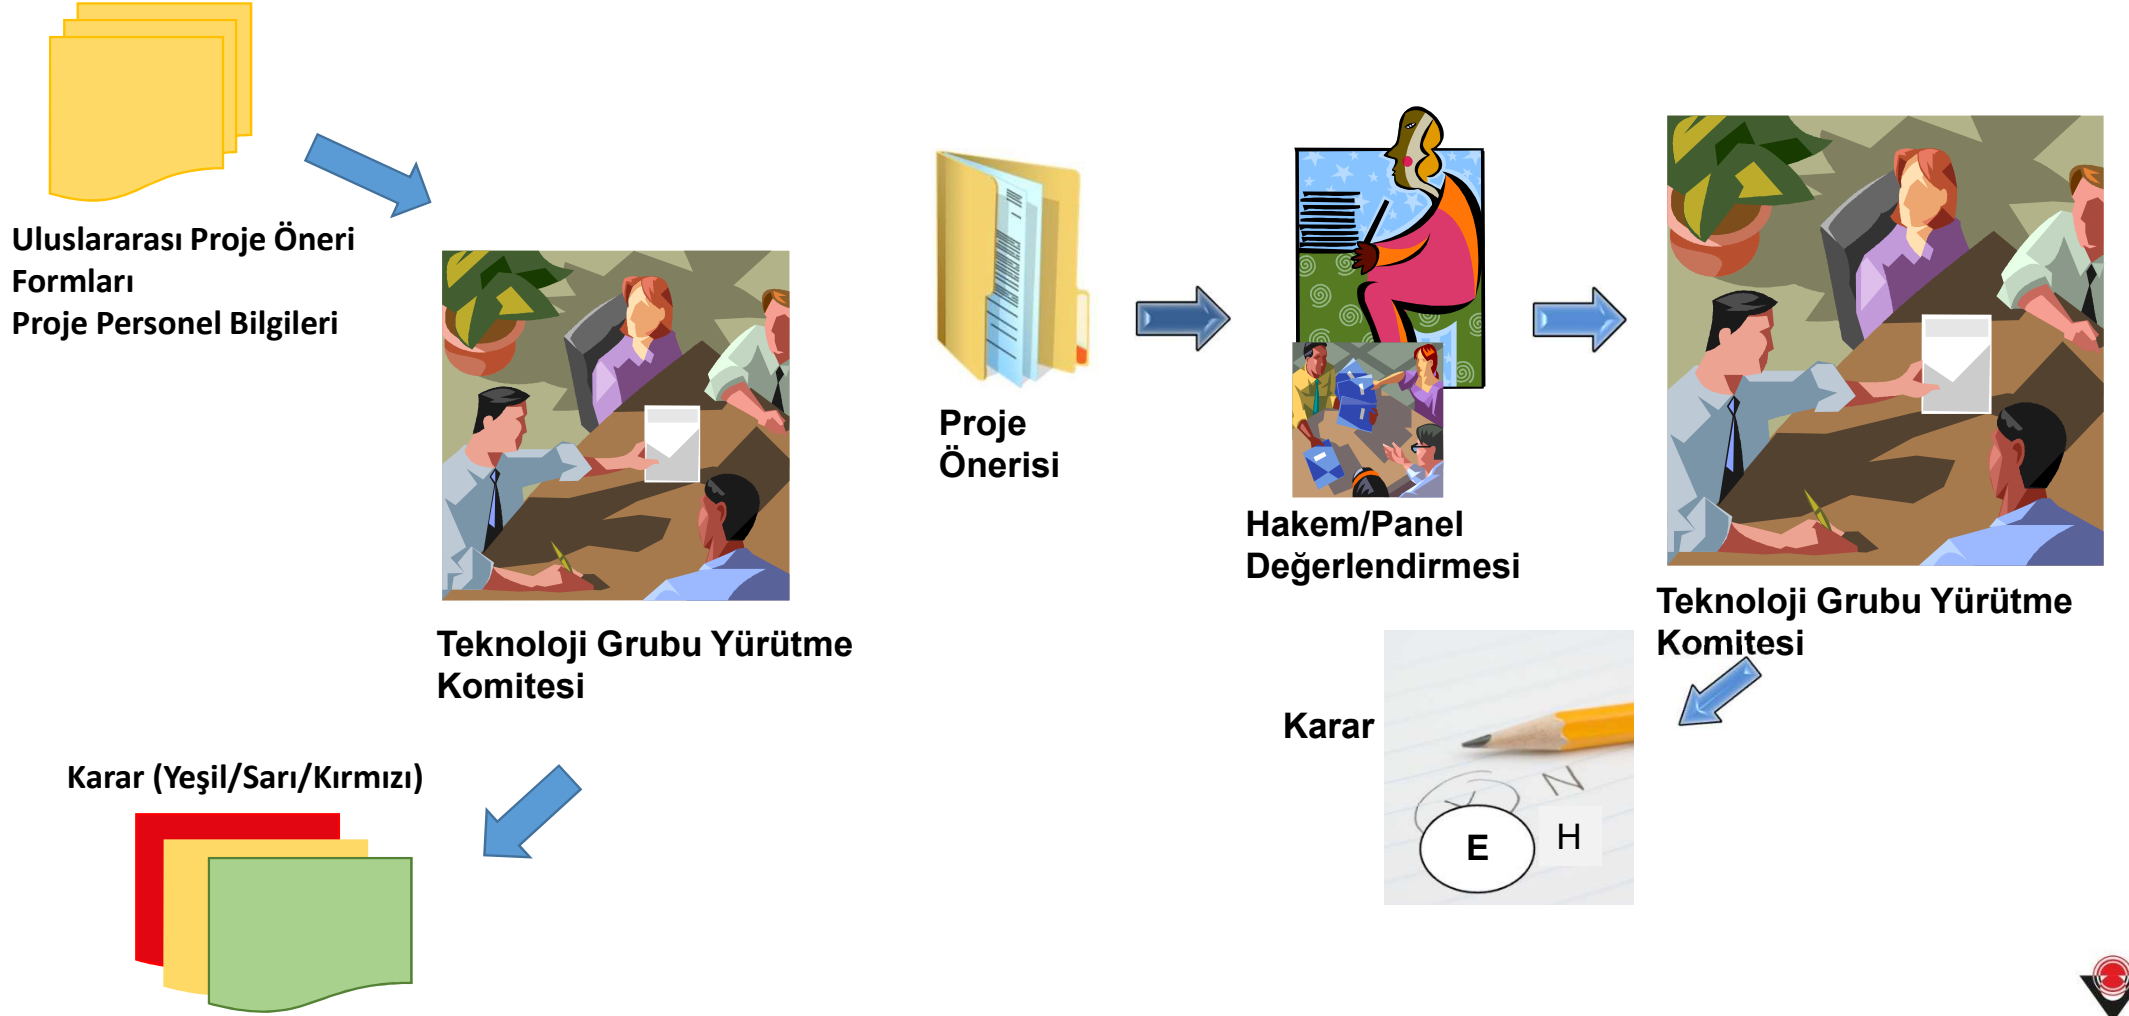 Uluslararası Proje Öneri
Formları
Proje Personel Bilgileri
Teknoloji Grubu Yürütme
Komitesi
Karar (Yeşil/Sarı/Kırmızı)
Proje
Önerisi
Hakem/Panel
Değerlendirmesi
Teknoloji Grubu Yürütme
Komitesi
Karar
Y N
E H